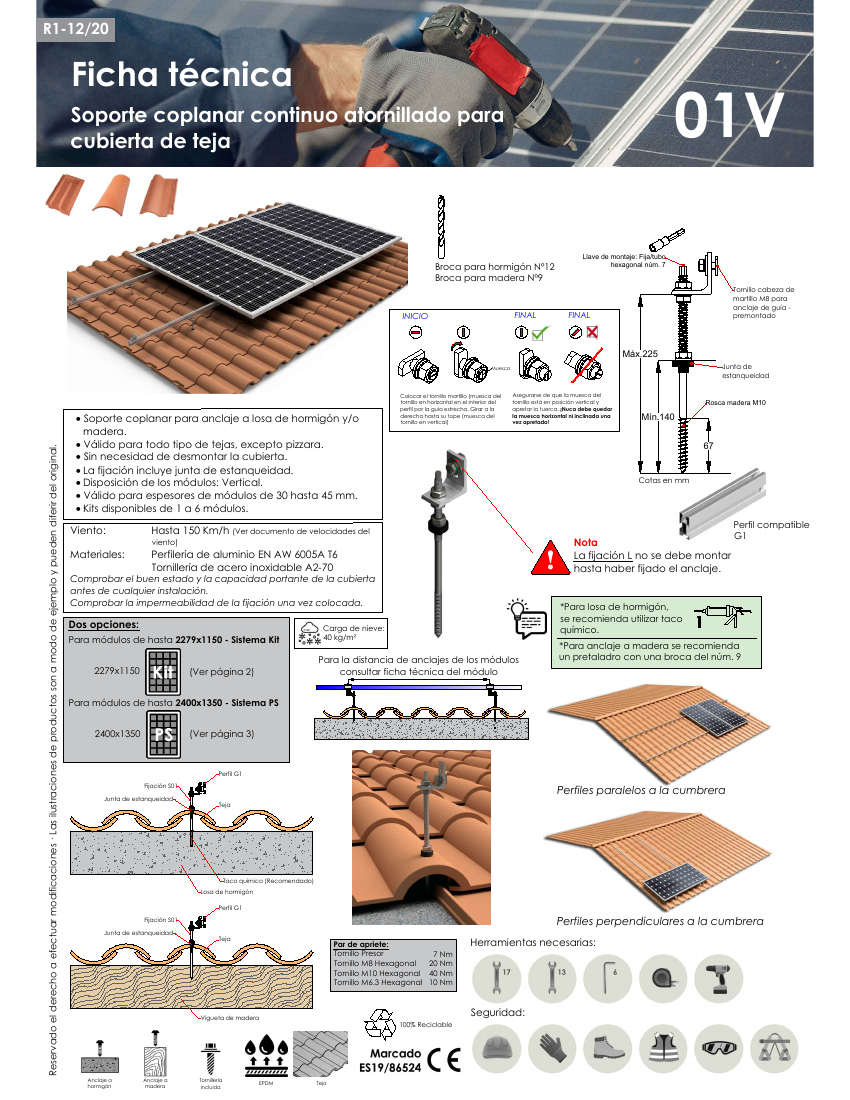 R1-12/20
Ficha técnica
Soporte coplanar continuo atornillado para
cubierta de teja
01V
Broca para hormigón Nº12
Broca para madera Nº9
Llave de montaje: Fija/tubo
hexagonal núm. 7
Tornillo cabeza de
martillo M8 para
anclaje de guía -
premontado
Máx.225
Junta de
estanqueidad
Rosca madera M10
Mín.140
67
Cotas en mm
INICIO
FINAL
FINAL
Muesca
Colocar el tornillo martillo (muesca del
tornillo en horizontal en el interior del
perfil por la guía estrecha. Girar a la
derecha hasta su tope (muesca del
tornillo en vertical)
Asegurarse de que la muesca del
tornillo está en posición vertical y
apretar la tuerca. ¡Nuca debe quedar
la muesca horizontal ni inclinada una
vez apretada!
• Soporte coplanar para anclaje a losa de hormigón y/o
madera.
• Válido para todo tipo de tejas, excepto pizzara.
• Sin necesidad de desmontar la cubierta.
• La fijación incluye junta de estanqueidad.
• Disposición de los módulos: Vertical.
• Válido para espesores de módulos de 30 hasta 45 mm.
• Kits disponibles de 1 a 6 módulos.
Viento: Hasta 150 Km/h (Ver documento de velocidades del
viento)
Materiales: Perfilería de aluminio EN AW 6005A T6
Tornillería de acero inoxidable A2-70
Comprobar el buen estado y la capacidad portante de la cubierta
antes de cualquier instalación.
Comprobar la impermeabilidad de la fijación una vez colocada.
Perfil compatible
G1
Nota
La fijación L no se debe montar
hasta haber fijado el anclaje.
*Para losa de hormigón,
se recomienda utilizar taco
químico.
*Para anclaje a madera se recomienda
un pretaladro con una broca del núm. 9
Dos opciones:
Para módulos de hasta 2279x1150 - Sistema Kit
2279x1150 Kit (Ver página 2)
Para módulos de hasta 2400x1350 - Sistema PS
2400x1350 PS (Ver página 3)
Carga de nieve:
40 kg/m²
Para la distancia de anclajes de los módulos
consultar ficha técnica del módulo
Perfiles paralelos a la cumbrera
Perfiles perpendiculares a la cumbrera
Perfil G1
Fijación S01
Junta de estanqueidad
Teja
Taco químico (Recomendado)
Losa de hormigón
Perfil G1
Fijación S01
Junta de estanqueidad
Teja
Vigueta de madera
Par de apriete:
Tornillo Presor 7 Nm
Tornillo M8 Hexagonal 20 Nm
Tornillo M10 Hexagonal 40 Nm
Tornillo M6.3 Hexagonal 10 Nm
Herramientas necesarias:
17
13
6
Seguridad:
100% Reciclable
Marcado
ES19/86524
CE
Anclaje a
hormigón
Anclaje a
madera
Tornillería
incluida
EPDM
Teja
Reservado el derecho a efectuar modificaciones · Las ilustraciones de productos son a modo de ejemplo y pueden diferir del original.